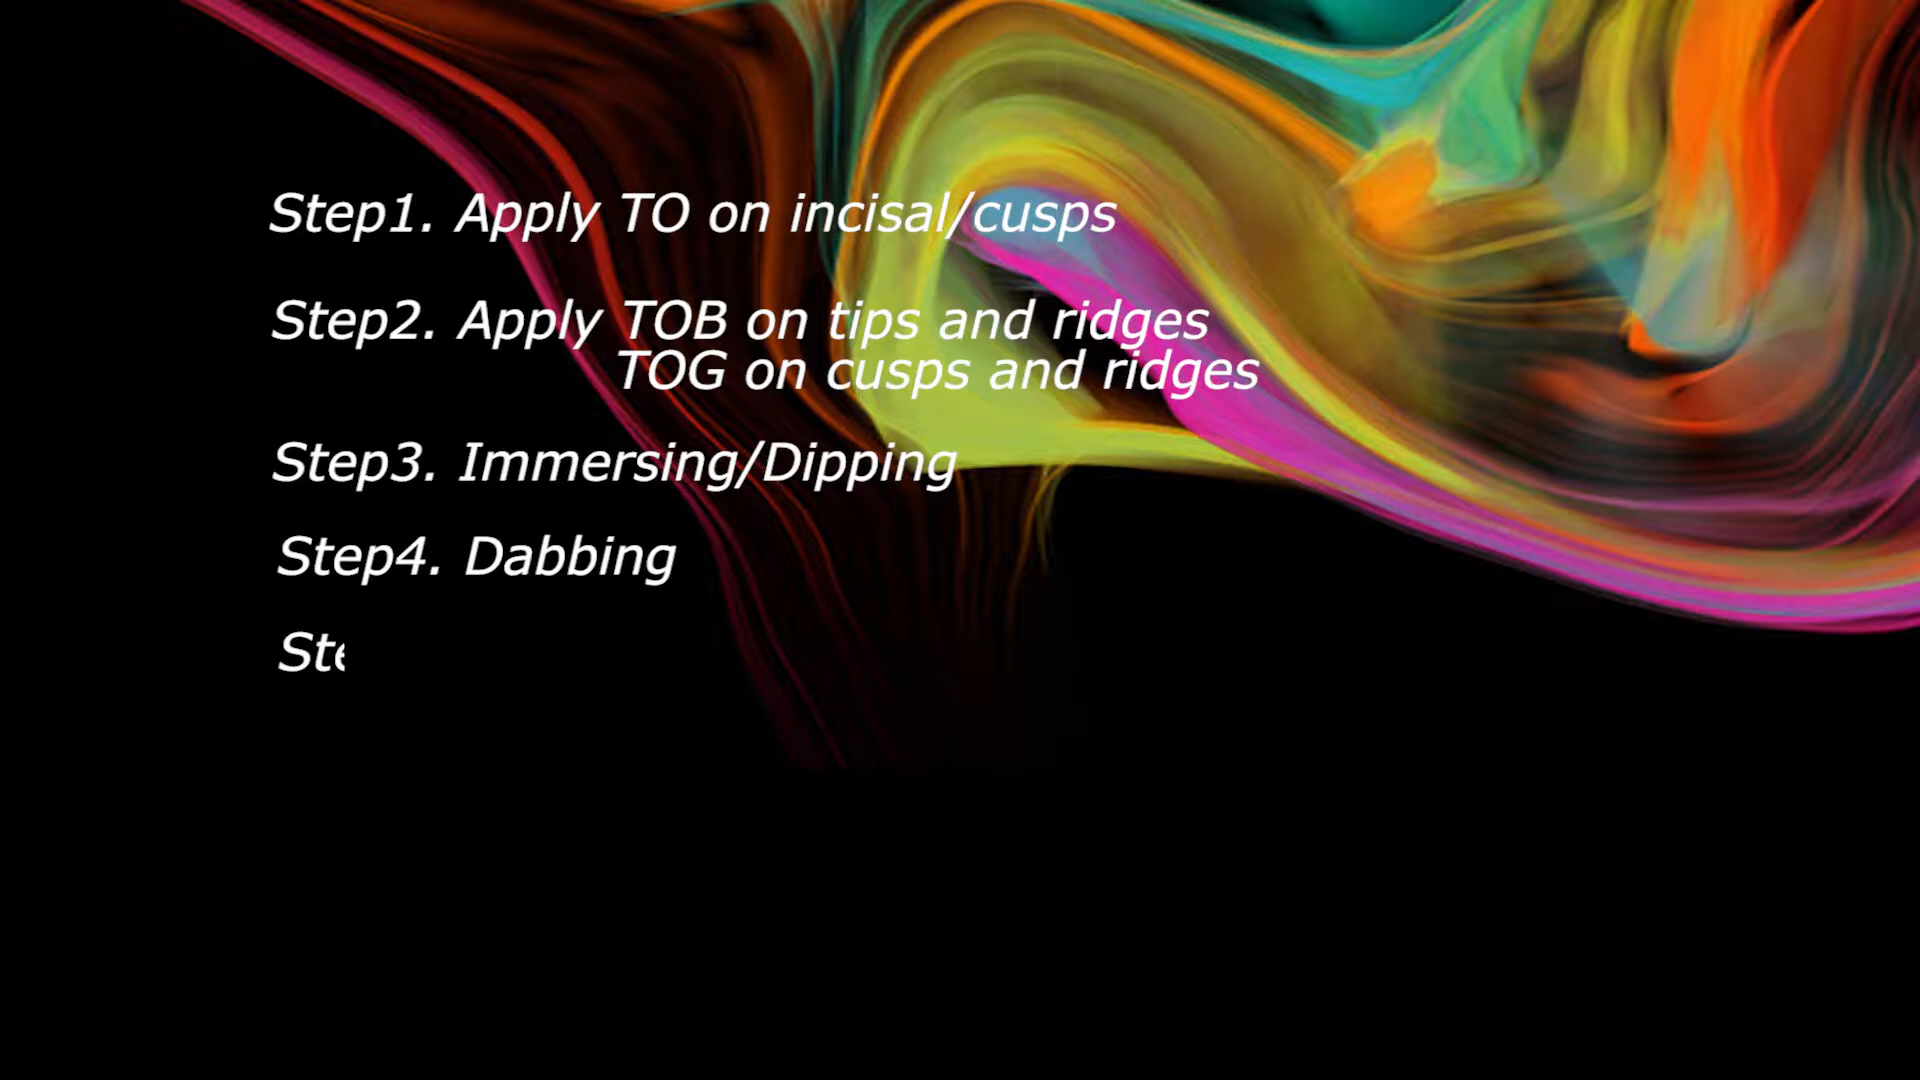 Step1. Apply TO on incisal/cusps
Step2. Apply TOB on tips and ridges
TOG on cusps and ridges
Step3. Immersing/Dipping
Step4. Dabbing